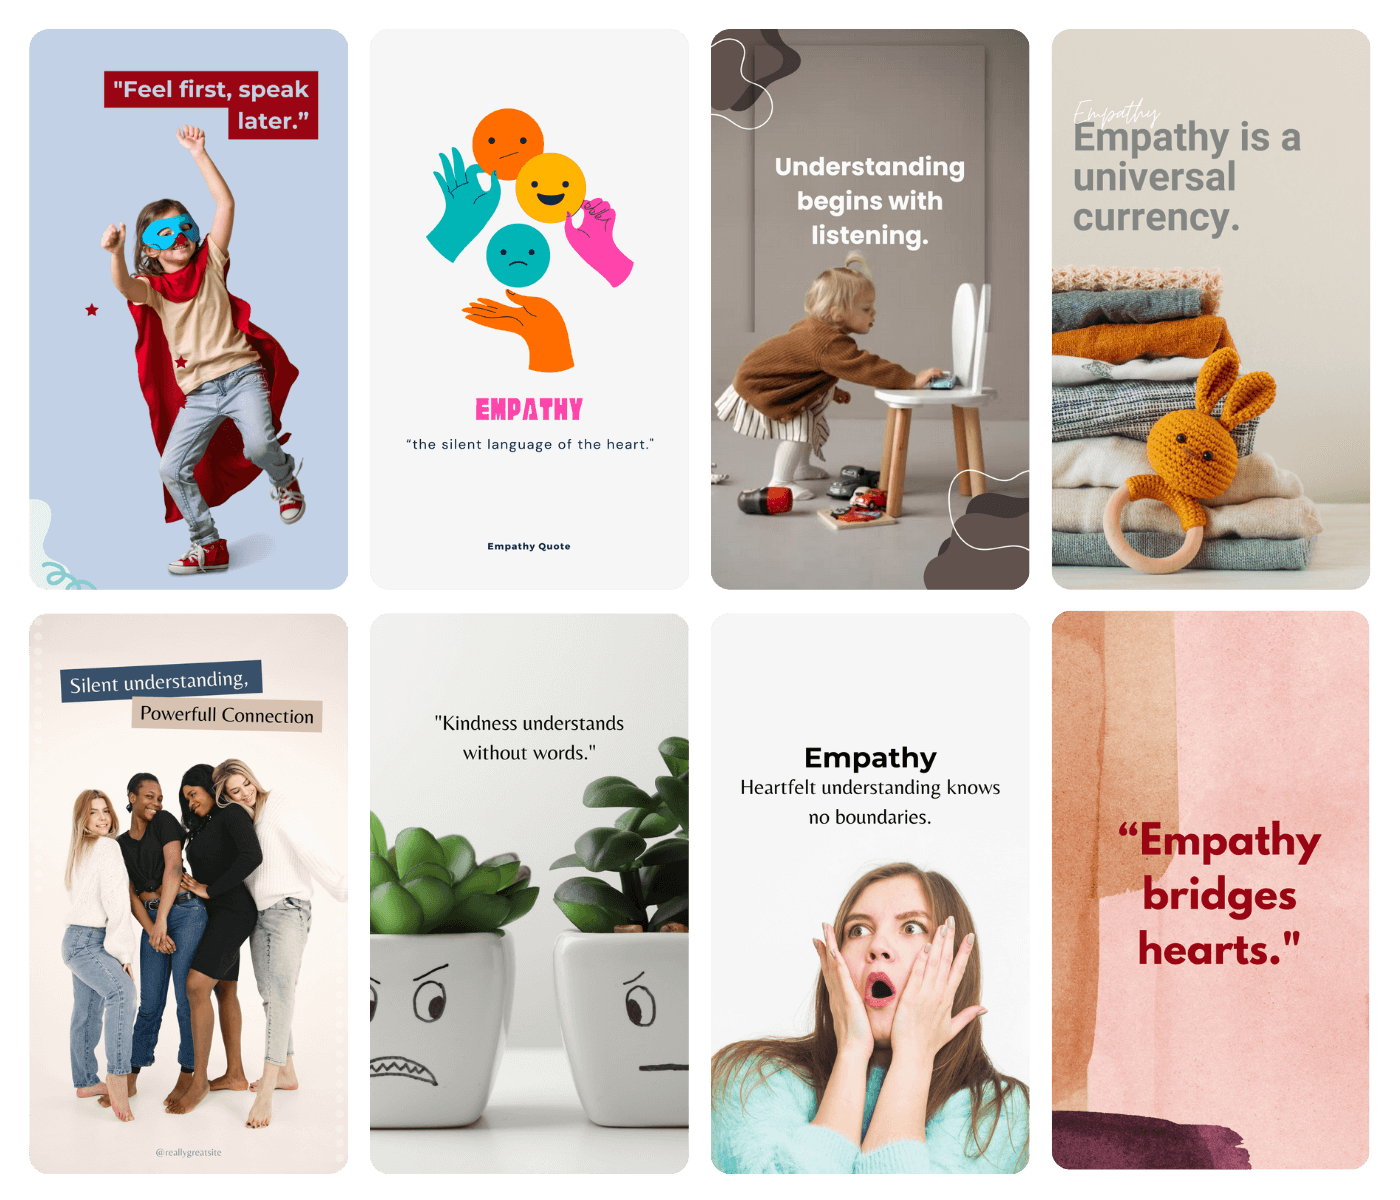 "Feel first, speak
later.”
EMPATHY
“the silent language of the heart."
Empathy Quote
Understanding
begins with
listening.
Empathy
Empathy is a
universal
currency.
Silent understanding,
Powerfull Connection
@reallygreatsite
"Kindness understands
without words."
Empathy
Heartfelt understanding knows
no boundaries.
“Empathy
bridges
hearts."